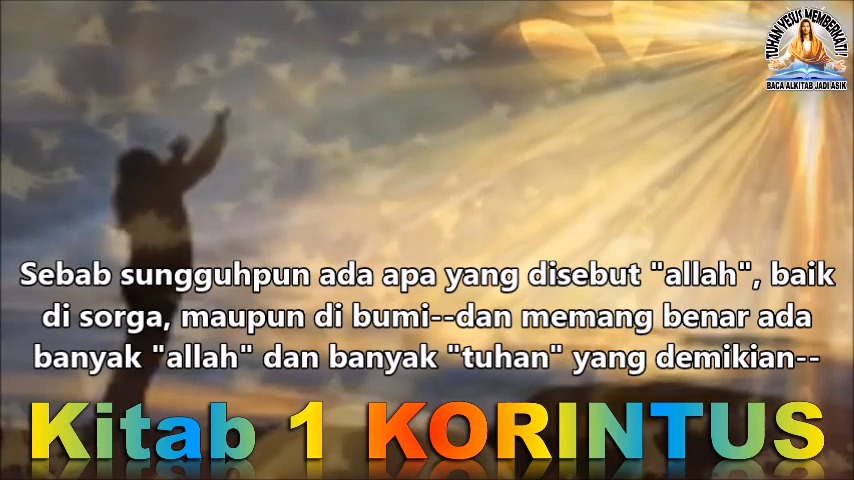 TUHAN YESUS MEMBERKATI
BACA ALKITAB JADI ASIK
Sebab sungguhpun ada apa yang disebut "allah", baik
di sorga, maupun di bumi--dan memang benar ada
banyak "allah" dan banyak "tuhan" yang demikian--
Kitab 1 KORINTUS